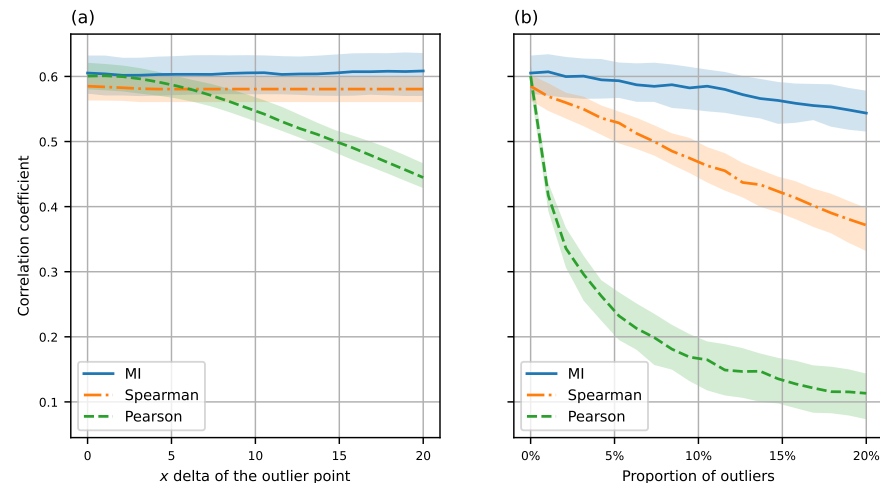 (a)
Correlation coefficient
0.6
0.5
0.4
0.3
0.2
0.1
MI
Spearman
Pearson
0 5 10 15 20
x delta of the outlier point
(b)
MI
Spearman
Pearson
0% 5% 10% 15% 20%
Proportion of outliers